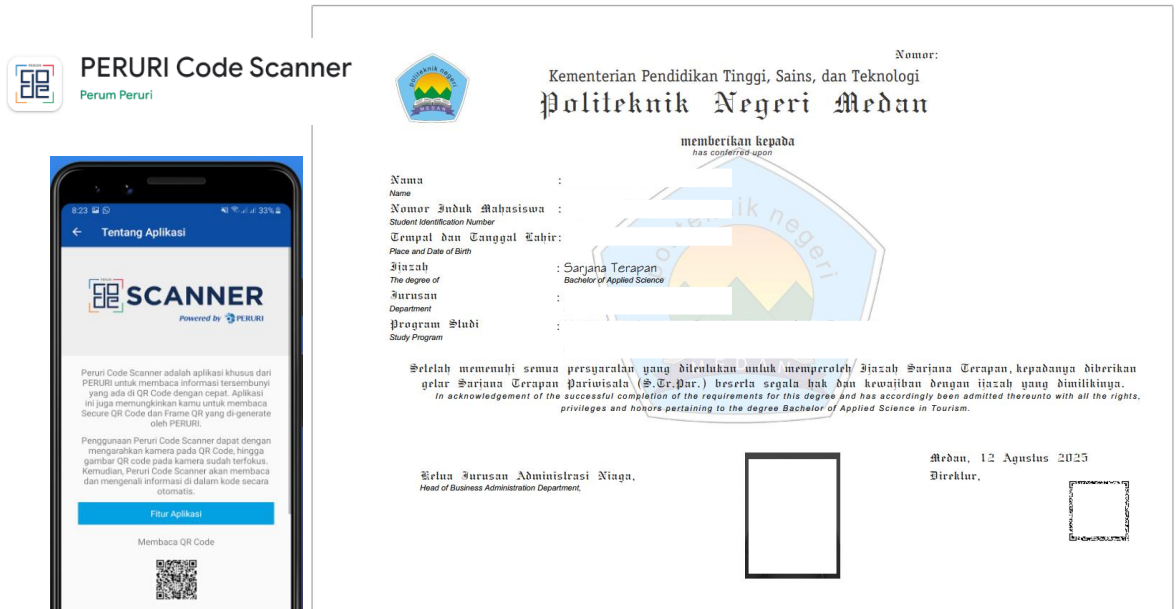 PERURI Code Scanner
Perum Peruri
8:23
33%
Tentang Aplikasi
PERURI
CODE SCANNER
Powered by PERURI
Peruri Code Scanner adalah aplikasi khusus dari
PERURI untuk membaca informasi tersembunyi
yang ada di QR Code dengan cepat. Aplikasi
ini juga memungkinkan kamu untuk membaca
Secure QR Code dan Frame QR yang di-generate
oleh PERURI.
Penggunaan Peruri Code Scanner dapat dengan
mengarahkan kamera pada QR Code, hingga
gambar QR code pada kamera sudah terfokus.
Kemudian, Peruri Code Scanner akan membaca
dan mengenali informasi di dalam kode secara
otomatis.
Fitur Aplikasi
Membaca QR Code
Nomor:
politeknik negeri
MEDAN
Kementerian Pendidikan Tinggi, Sains, dan Teknologi
Politeknik Negeri Medan
memberikan kepada
has conferred upon
Nama :
Name
Nomor Induk Mahasiswa :
Student Identification Number
Tempat dan Tanggal Lahir:
Place and Date of Birth
Ijazah : Sarjana Terapan
The degree of Bachelor of Applied Science
Jurusan :
Department
Program Studi :
Study Program
negeri
MEDAN
Setelah memenuhi semua persyaratan yang ditentukan untuk memperoleh Ijazah Sarjana Terapan, kepadanya diberikan
gelar Sarjana Terapan Pariwisata (S.Tr.Par.) beserta segala hak dan kewajiban dengan ijazah yang dimilikinya.
In acknowledgement of the successful completion of the requirements for this degree and has accordingly been admitted thereunto with all the rights,
privileges and honors pertaining to the degree Bachelor of Applied Science in Tourism.
Medan, 12 Agustus 2025
Ketua Jurusan Administrasi Niaga,
Direktur,
Head of Business Administration Department,